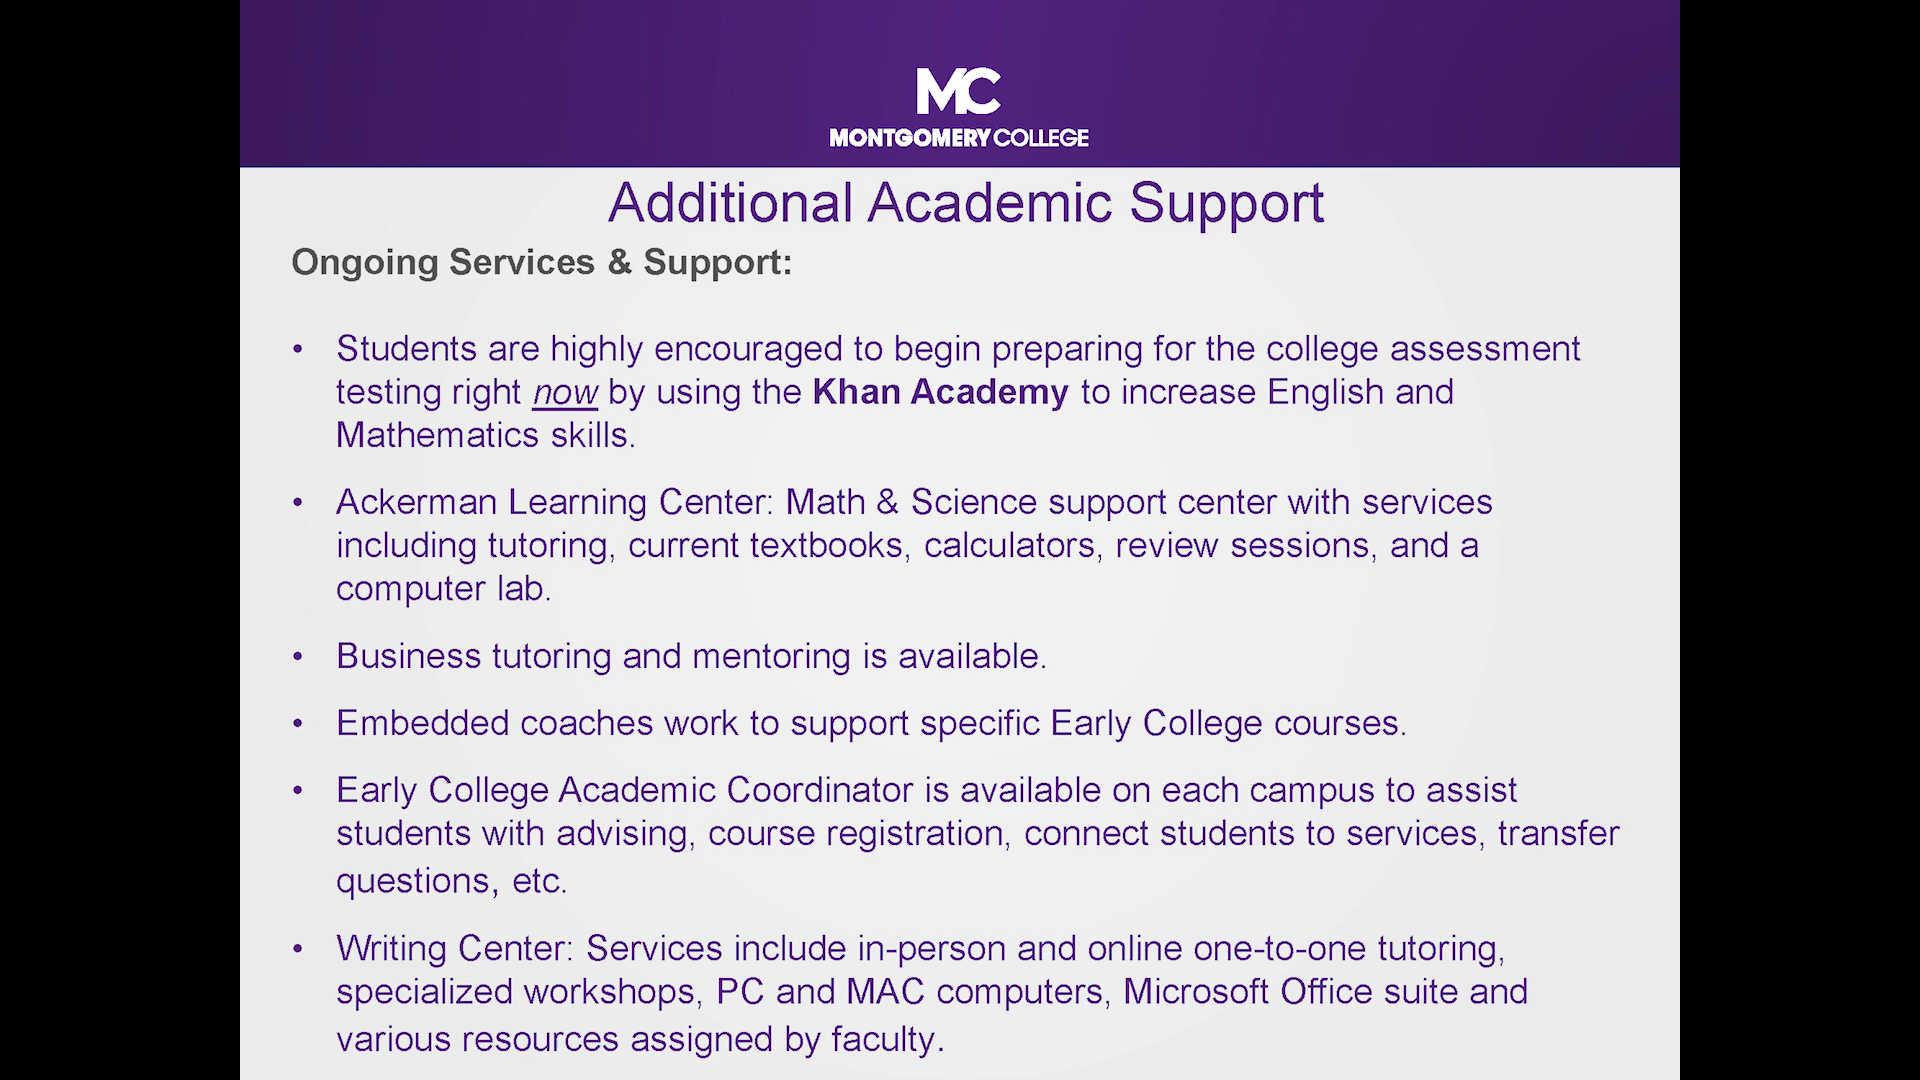 MC
MONTGOMERY COLLEGE
Additional Academic Support
Ongoing Services & Support:
• Students are highly encouraged to begin preparing for the college assessment
testing right now by using the Khan Academy to increase English and
Mathematics skills.
• Ackerman Learning Center: Math & Science support center with services
including tutoring, current textbooks, calculators, review sessions, and a
computer lab.
• Business tutoring and mentoring is available.
• Embedded coaches work to support specific Early College courses.
• Early College Academic Coordinator is available on each campus to assist
students with advising, course registration, connect students to services, transfer
questions, etc.
• Writing Center: Services include in-person and online one-to-one tutoring,
specialized workshops, PC and MAC computers, Microsoft Office suite and
various resources assigned by faculty.